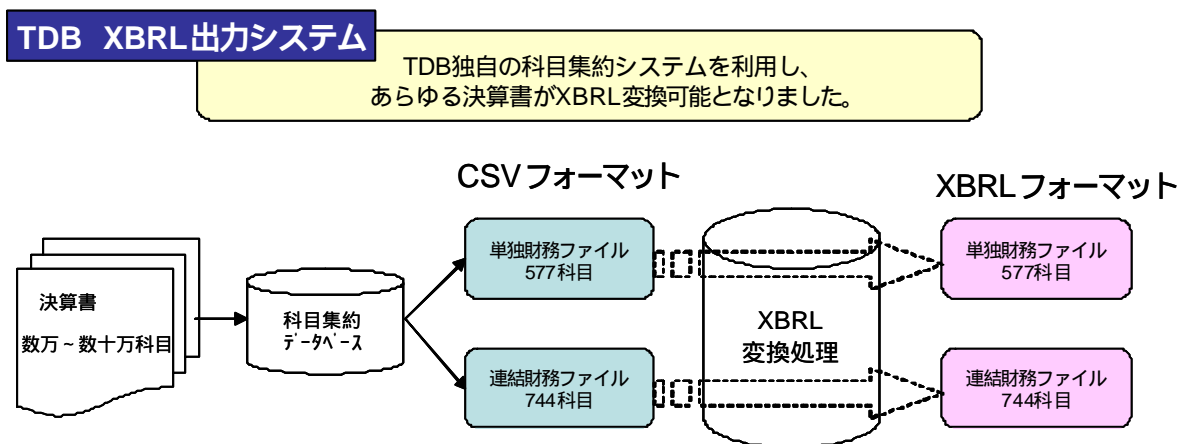 TDB XBRL出力システム
TDB独自の科目集約システムを利用し、
あらゆる決算書がXBRL変換可能となりました。
CSVフォーマット
XBRLフォーマット
決算書
数万~数十万科目
科目集約
ﾃﾞｰﾀﾍﾞｰｽ
単独財務ファイル
577科目
連結財務ファイル
744科目
XBRL
変換処理
単独財務ファイル
577科目
連結財務ファイル
744科目